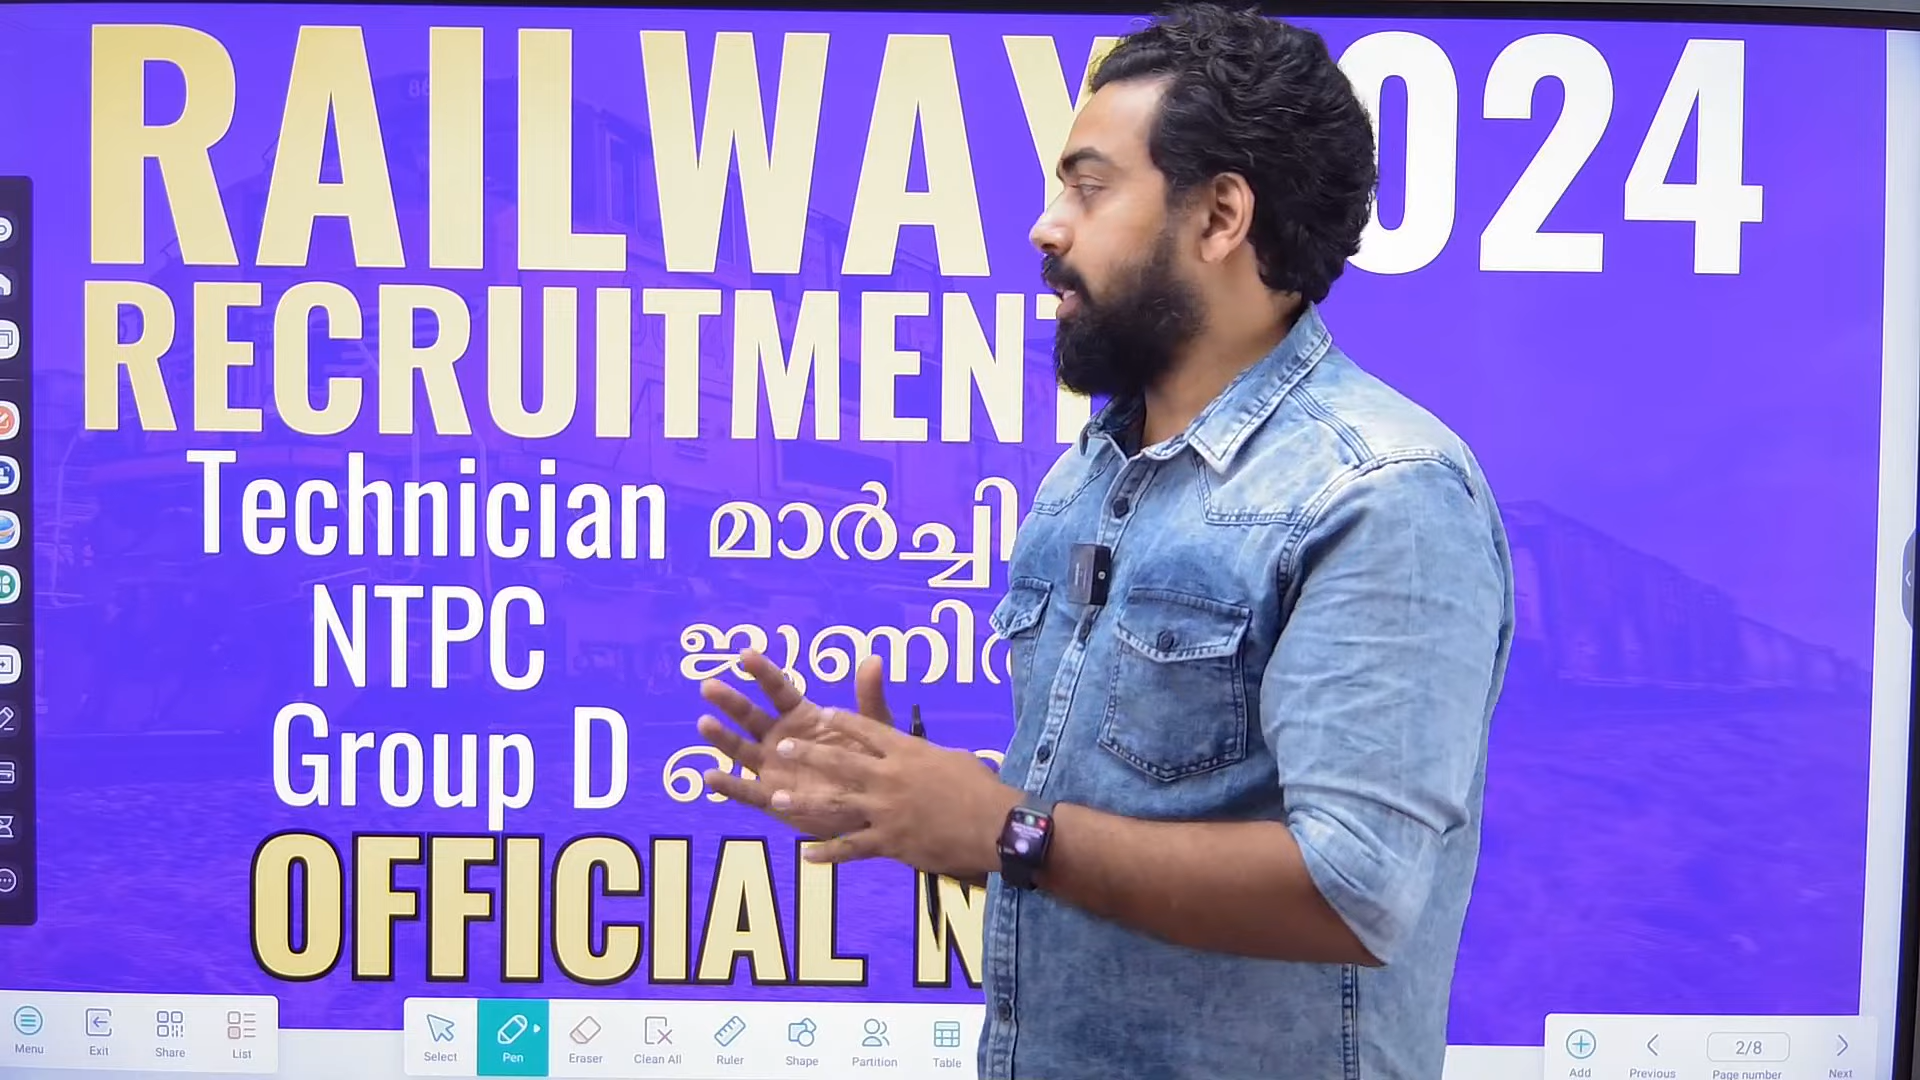 RAILWAY 2024
RECRUITMENT
Technician മാർച്ചി
NTPC ജൂണിൽ
Group D
OFFICIAL N
Menu Exit Share List Select Pen Eraser Clean All Ruler Shape Partition Table Add Previous 2/8 Page number Next